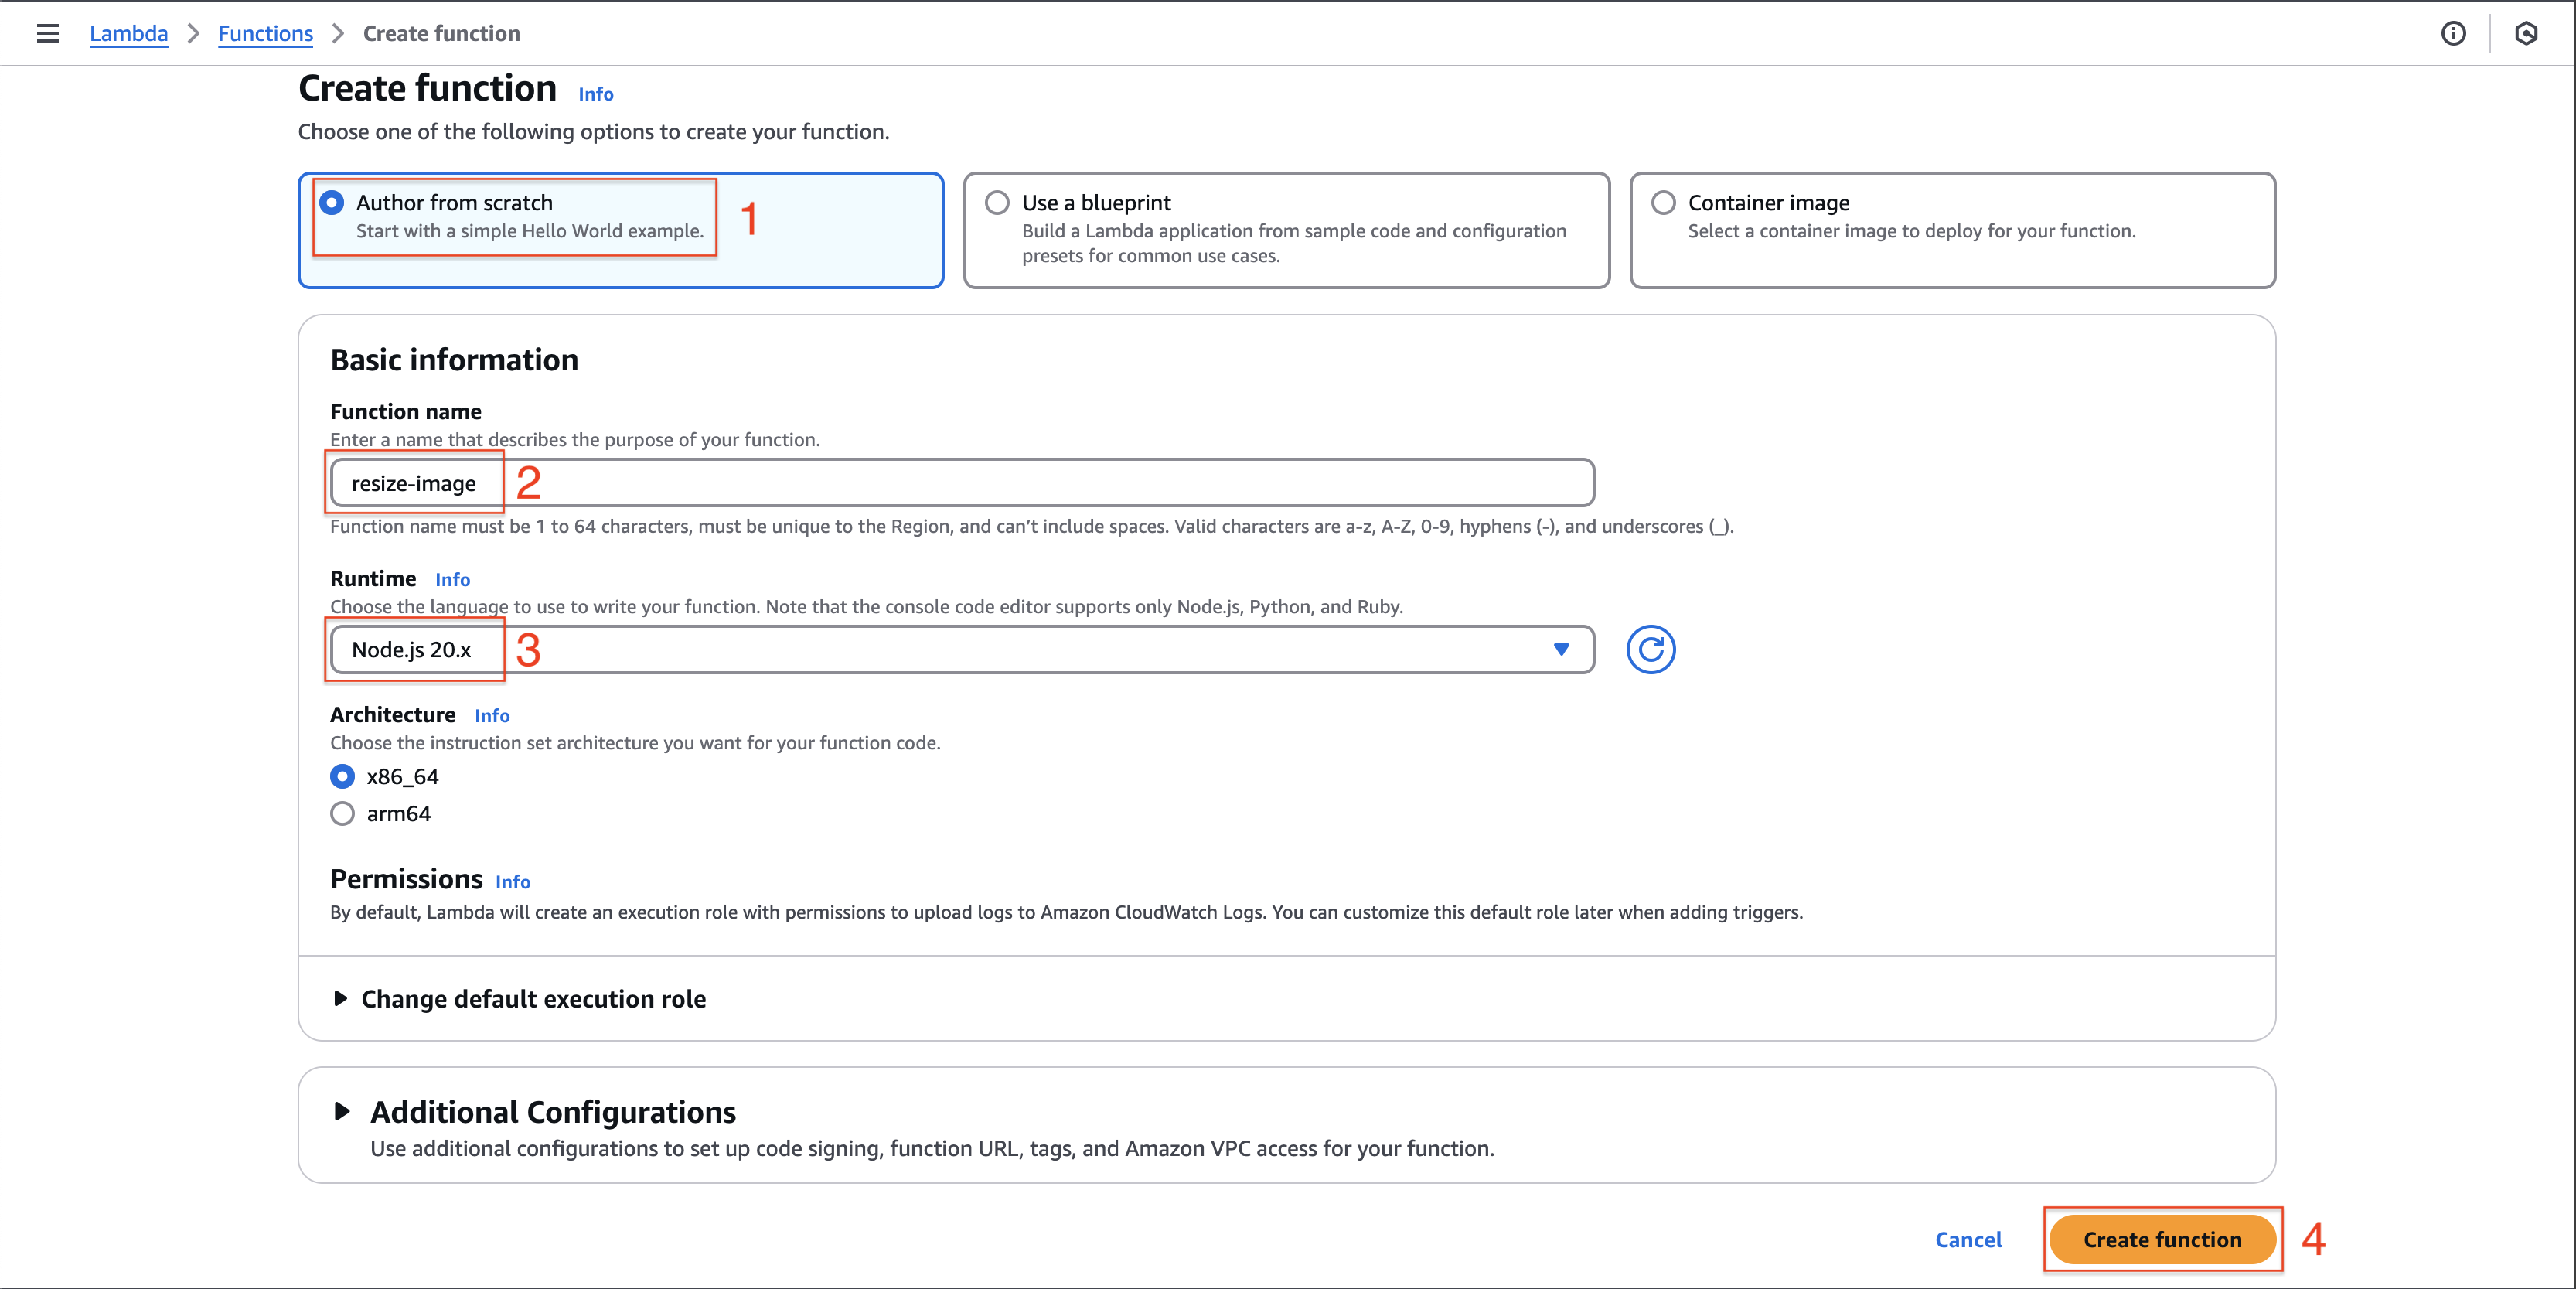 Lambda > Functions > Create function
Create function Info
Choose one of the following options to create your function.
Author from scratch
Start with a simple Hello World example.
1
Use a blueprint
Build a Lambda application from sample code and configuration
presets for common use cases.
Container image
Select a container image to deploy for your function.
Basic information
Function name
Enter a name that describes the purpose of your function.
resize-image 2
Function name must be 1 to 64 characters, must be unique to the Region, and can’t include spaces. Valid characters are a-z, A-Z, 0-9, hyphens (-), and underscores (_).
Runtime Info
Choose the language to use to write your function. Note that the console code editor supports only Node.js, Python, and Ruby.
Node.js 20.x 3
Architecture Info
Choose the instruction set architecture you want for your function code.
x86_64
arm64
Permissions Info
By default, Lambda will create an execution role with permissions to upload logs to Amazon CloudWatch Logs. You can customize this default role later when adding triggers.
Change default execution role
Additional Configurations
Use additional configurations to set up code signing, function URL, tags, and Amazon VPC access for your function.
Cancel Create function 4